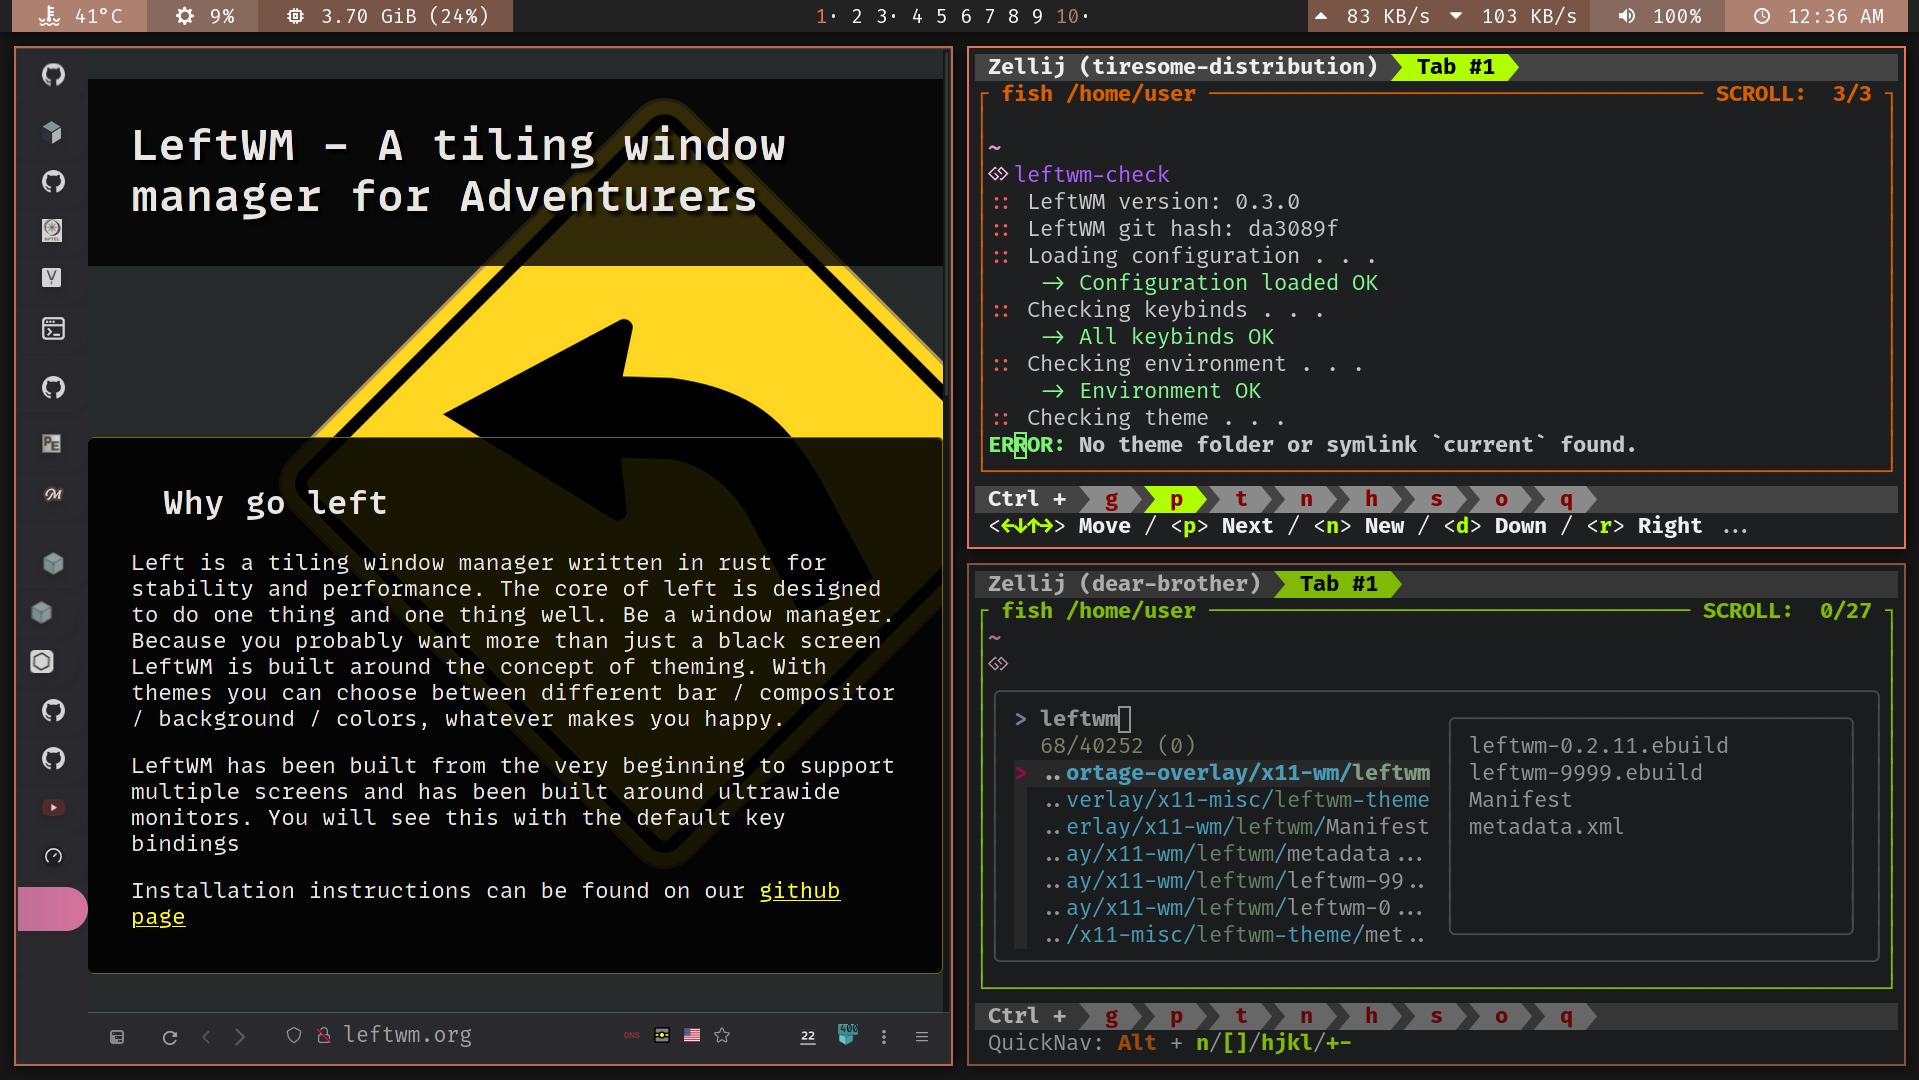 41°C 9% 3.70 GiB (24%) 1· 2 3· 4 5 6 7 8 9 10· 83 KB/s 103 KB/s 100% 12:36 AM
LeftWM - A tiling window
manager for Adventurers
Why go left
Left is a tiling window manager written in rust for
stability and performance. The core of left is designed
to do one thing and one thing well. Be a window manager.
Because you probably want more than just a black screen
LeftWM is built around the concept of theming. With
themes you can choose between different bar / compositor
/ background / colors, whatever makes you happy.
LeftWM has been built from the very beginning to support
multiple screens and has been built around ultrawide
monitors. You will see this with the default key
bindings
Installation instructions can be found on our github
page
leftwm.org DNS 22 400
V
PE
M
Zellij (tiresome-distribution) Tab #1
fish /home/user SCROLL: 3/3
~
leftwm-check
:: LeftWM version: 0.3.0
:: LeftWM git hash: da3089f
:: Loading configuration . . .
-> Configuration loaded OK
:: Checking keybinds . . .
-> All keybinds OK
:: Checking environment . . .
-> Environment OK
:: Checking theme . . .
ERROR: No theme folder or symlink `current` found.
Ctrl + g p t n h s o q
<←↓↑→> Move / <p> Next / <n> New / <d> Down / <r> Right ...
Zellij (dear-brother) Tab #1
fish /home/user SCROLL: 0/27
~
> leftwm
68/40252 (0)
> ..ortage-overlay/x11-wm/leftwm
..verlay/x11-misc/leftwm-theme
..erlay/x11-wm/leftwm/Manifest
..ay/x11-wm/leftwm/metadata...
..ay/x11-wm/leftwm/leftwm-99..
..ay/x11-wm/leftwm/leftwm-0...
../x11-misc/leftwm-theme/met..
leftwm-0.2.11.ebuild
leftwm-9999.ebuild
Manifest
metadata.xml
Ctrl + g p t n h s o q
QuickNav: Alt + n/[]/hjkl/+-